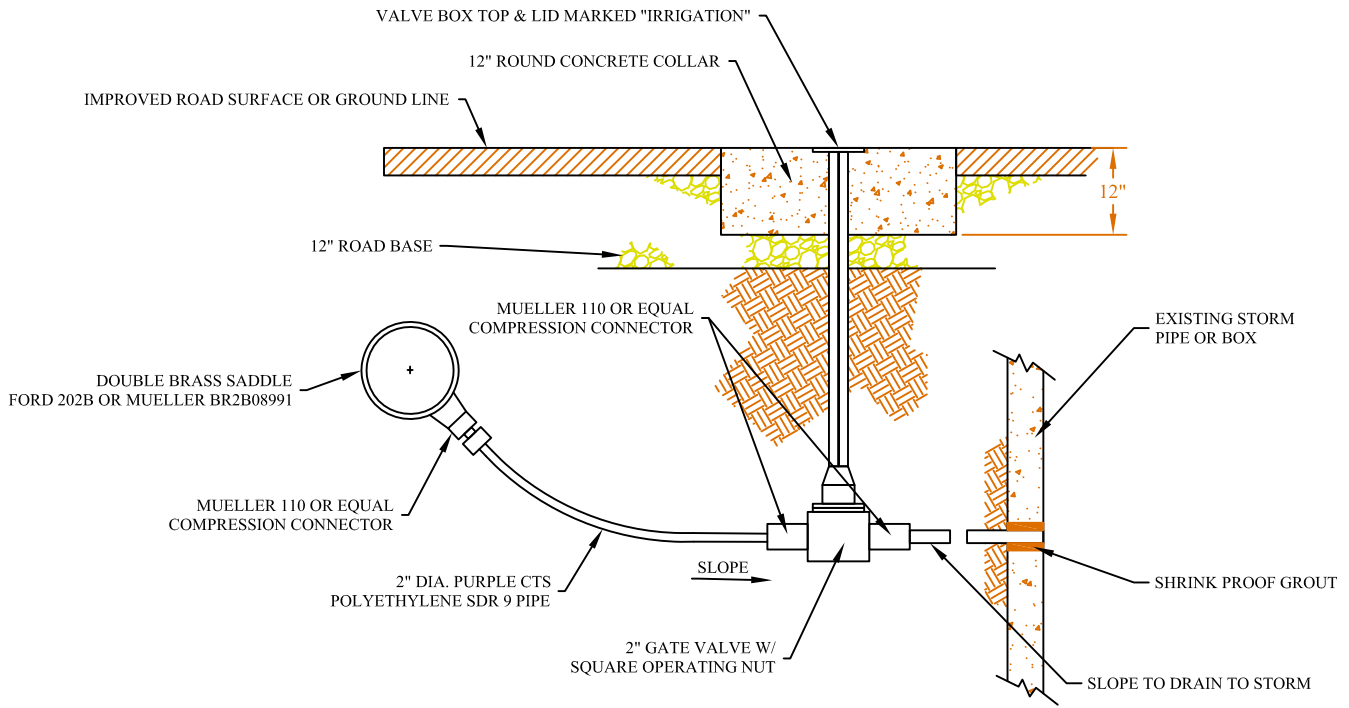 VALVE BOX TOP & LID MARKED "IRRIGATION"
12" ROUND CONCRETE COLLAR
IMPROVED ROAD SURFACE OR GROUND LINE
12"
12" ROAD BASE
MUELLER 110 OR EQUAL
COMPRESSION CONNECTOR
EXISTING STORM
PIPE OR BOX
DOUBLE BRASS SADDLE
FORD 202B OR MUELLER BR2B08991
MUELLER 110 OR EQUAL
COMPRESSION CONNECTOR
SLOPE
2" DIA. PURPLE CTS
POLYETHYLENE SDR 9 PIPE
SHRINK PROOF GROUT
2" GATE VALVE W/
SQUARE OPERATING NUT
SLOPE TO DRAIN TO STORM